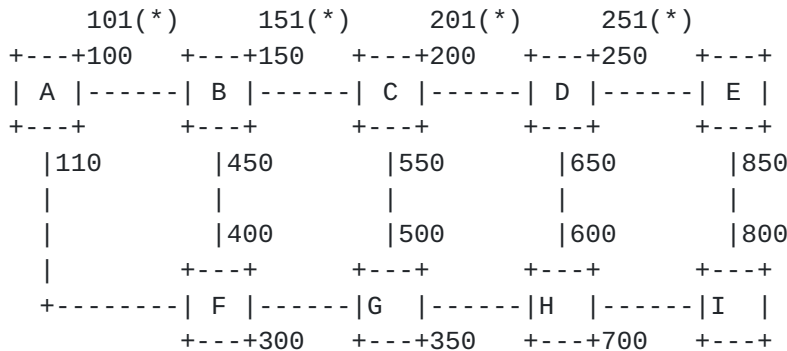 101(*)     151(*)     201(*)     251(*)
+---+100   +---+150   +---+200   +---+250   +---+
| A |------| B |------| C |------| D |------| E |
+---+      +---+      +---+      +---+      +---+
  |110       |450       |550       |650       |850
  |          |          |          |          |
  |          |400       |500       |600       |800
  |        +---+      +---+      +---+      +---+
  +--------| F |------|G  |------|H  |------|I  |
           +---+300   +---+350   +---+700   +---+